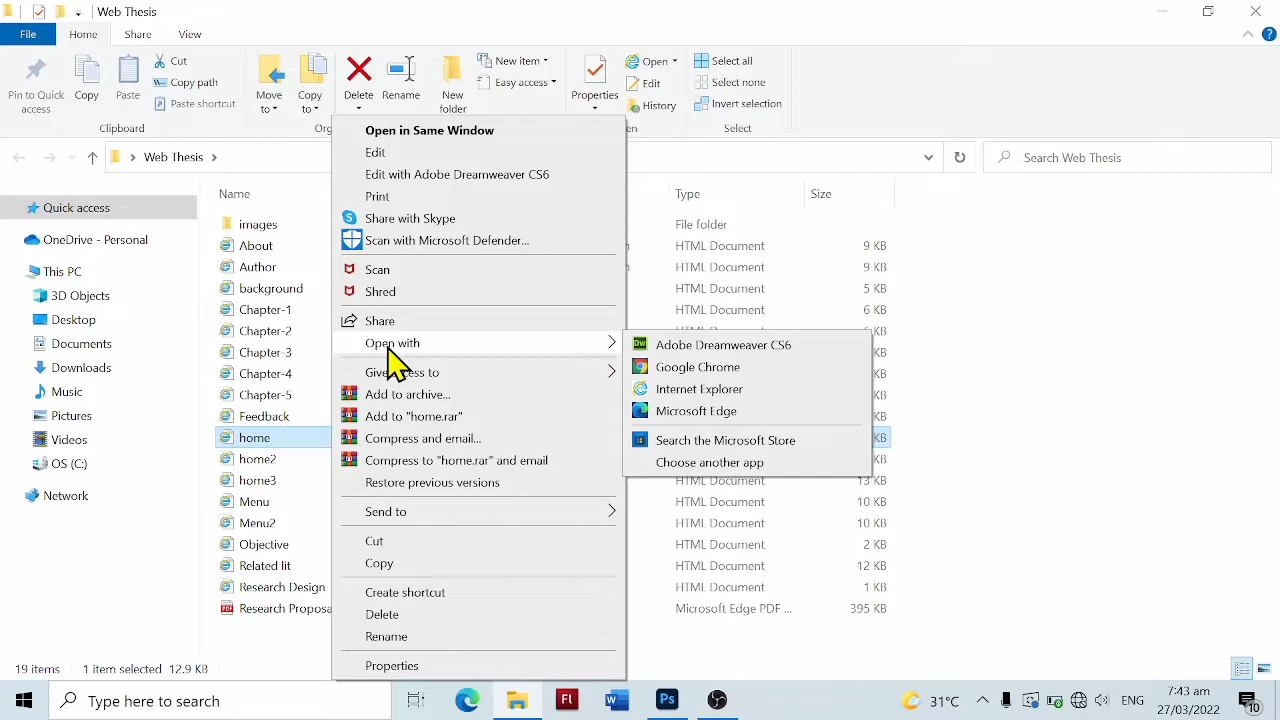 Web Thesis
File Home Share View
Pin to Quick access
Copy
Paste
Cut
Copy path
Paste shortcut
Clipboard
Move to
Copy to
Delete
Rename
New folder
New item
Easy access
Properties
Open
Edit
History
Select all
Select none
Invert selection
Select
Web Thesis
Search Web Thesis
Quick access
OneDrive - Personal
This PC
3D Objects
Desktop
Documents
Downloads
Music
Pictures
Videos
OS (C:)
Network
Name Type Size
images File folder
About HTML Document 9 KB
Author HTML Document 9 KB
background HTML Document 5 KB
Chapter-1 HTML Document 6 KB
Chapter-2
Chapter-3
Chapter-4
Chapter-5
Feedback
home KB
home2
home3 HTML Document 13 KB
Menu HTML Document 10 KB
Menu2 HTML Document 10 KB
Objective HTML Document 2 KB
Related lit HTML Document 12 KB
Research Design HTML Document 1 KB
Research Proposa Microsoft Edge PDF ... 395 KB
Open in Same Window
Edit
Edit with Adobe Dreamweaver CS6
Print
Share with Skype
Scan with Microsoft Defender...
Scan
Shred
Share
Open with
Add to archive...
Add to "home.rar"
Compress and email...
Compress to "home.rar" and email
Restore previous versions
Send to
Cut
Copy
Create shortcut
Delete
Rename
Properties
Adobe Dreamweaver CS6
Google Chrome
Internet Explorer
Microsoft Edge
Search the Microsoft Store
Choose another app
19 items 1 item selected 12.9 KB
Type here to search
31°C
ENG
7:43 am
27/03/2022
10